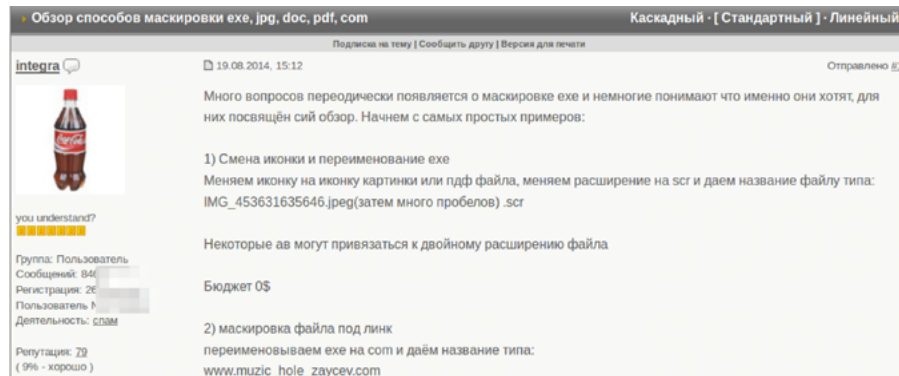 Обзор способов маскировки exe, jpg, doc, pdf, com
Каскадный · [ Стандартный ] · Линейный
Подписка на тему | Сообщить другу | Версия для печати
integra
19.08.2014, 15:12
Отправлено #
Много вопросов переодически появляется о маскировке exe и немногие понимают что именно они хотят, для
них посвящён сий обзор. Начнем с самых простых примеров:
1) Смена иконки и переименование exe
Меняем иконку на иконку картинки или пдф файла, меняем расширение на scr и даем название файлу типа:
IMG_453631635646.jpeg(затем много пробелов) .scr
Некоторые ав могут привязаться к двойному расширению файла
Бюджет 0$
2) маскировка файла под линк
переименовываем exe на com и даём название типа:
www.muzic_hole_zaycev.com
Coca-Cola
you understand?
Группа: Пользователь
Сообщений: 846
Регистрация: 26
Пользователь
Деятельность: спам
Репутация: 79
( 9% - хорошо )